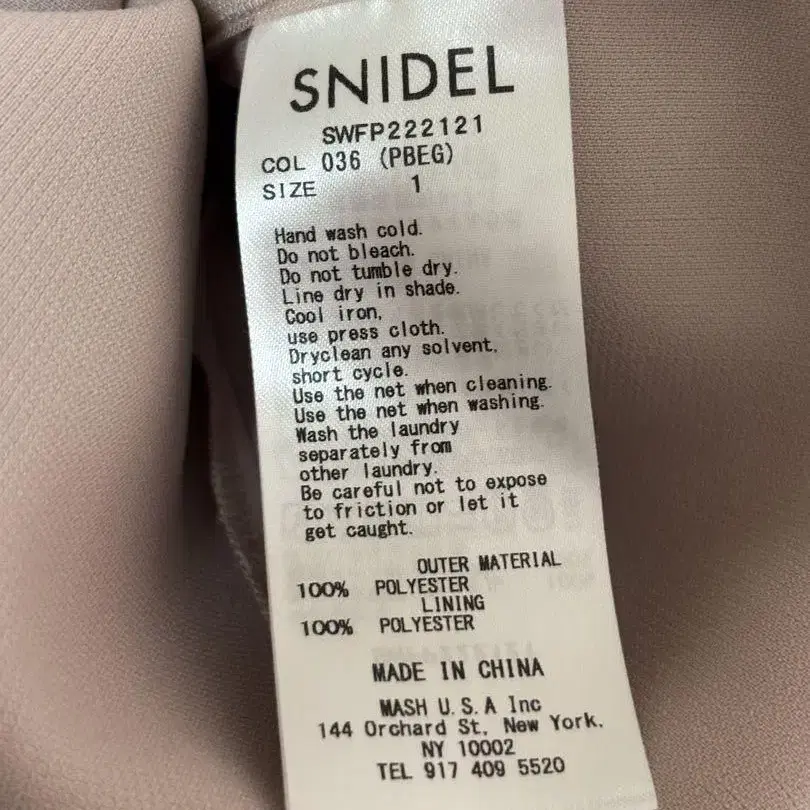 SNIDEL
SWFP222121
COL 036 (PBEG)
SIZE 1
Hand wash cold.
Do not bleach.
Do not tumble dry.
Line dry in shade.
Cool iron,
use press cloth.
Dryclean any solvent,
short cycle.
Use the net when cleaning.
Use the net when washing.
Wash the laundry
separately from
other laundry.
Be careful not to expose
to friction or let it
get caught.
OUTER MATERIAL
100% POLYESTER
LINING
100% POLYESTER
MADE IN CHINA
MASH U.S.A Inc
144 Orchard St, New York.
NY 10002
TEL 917 409 5520